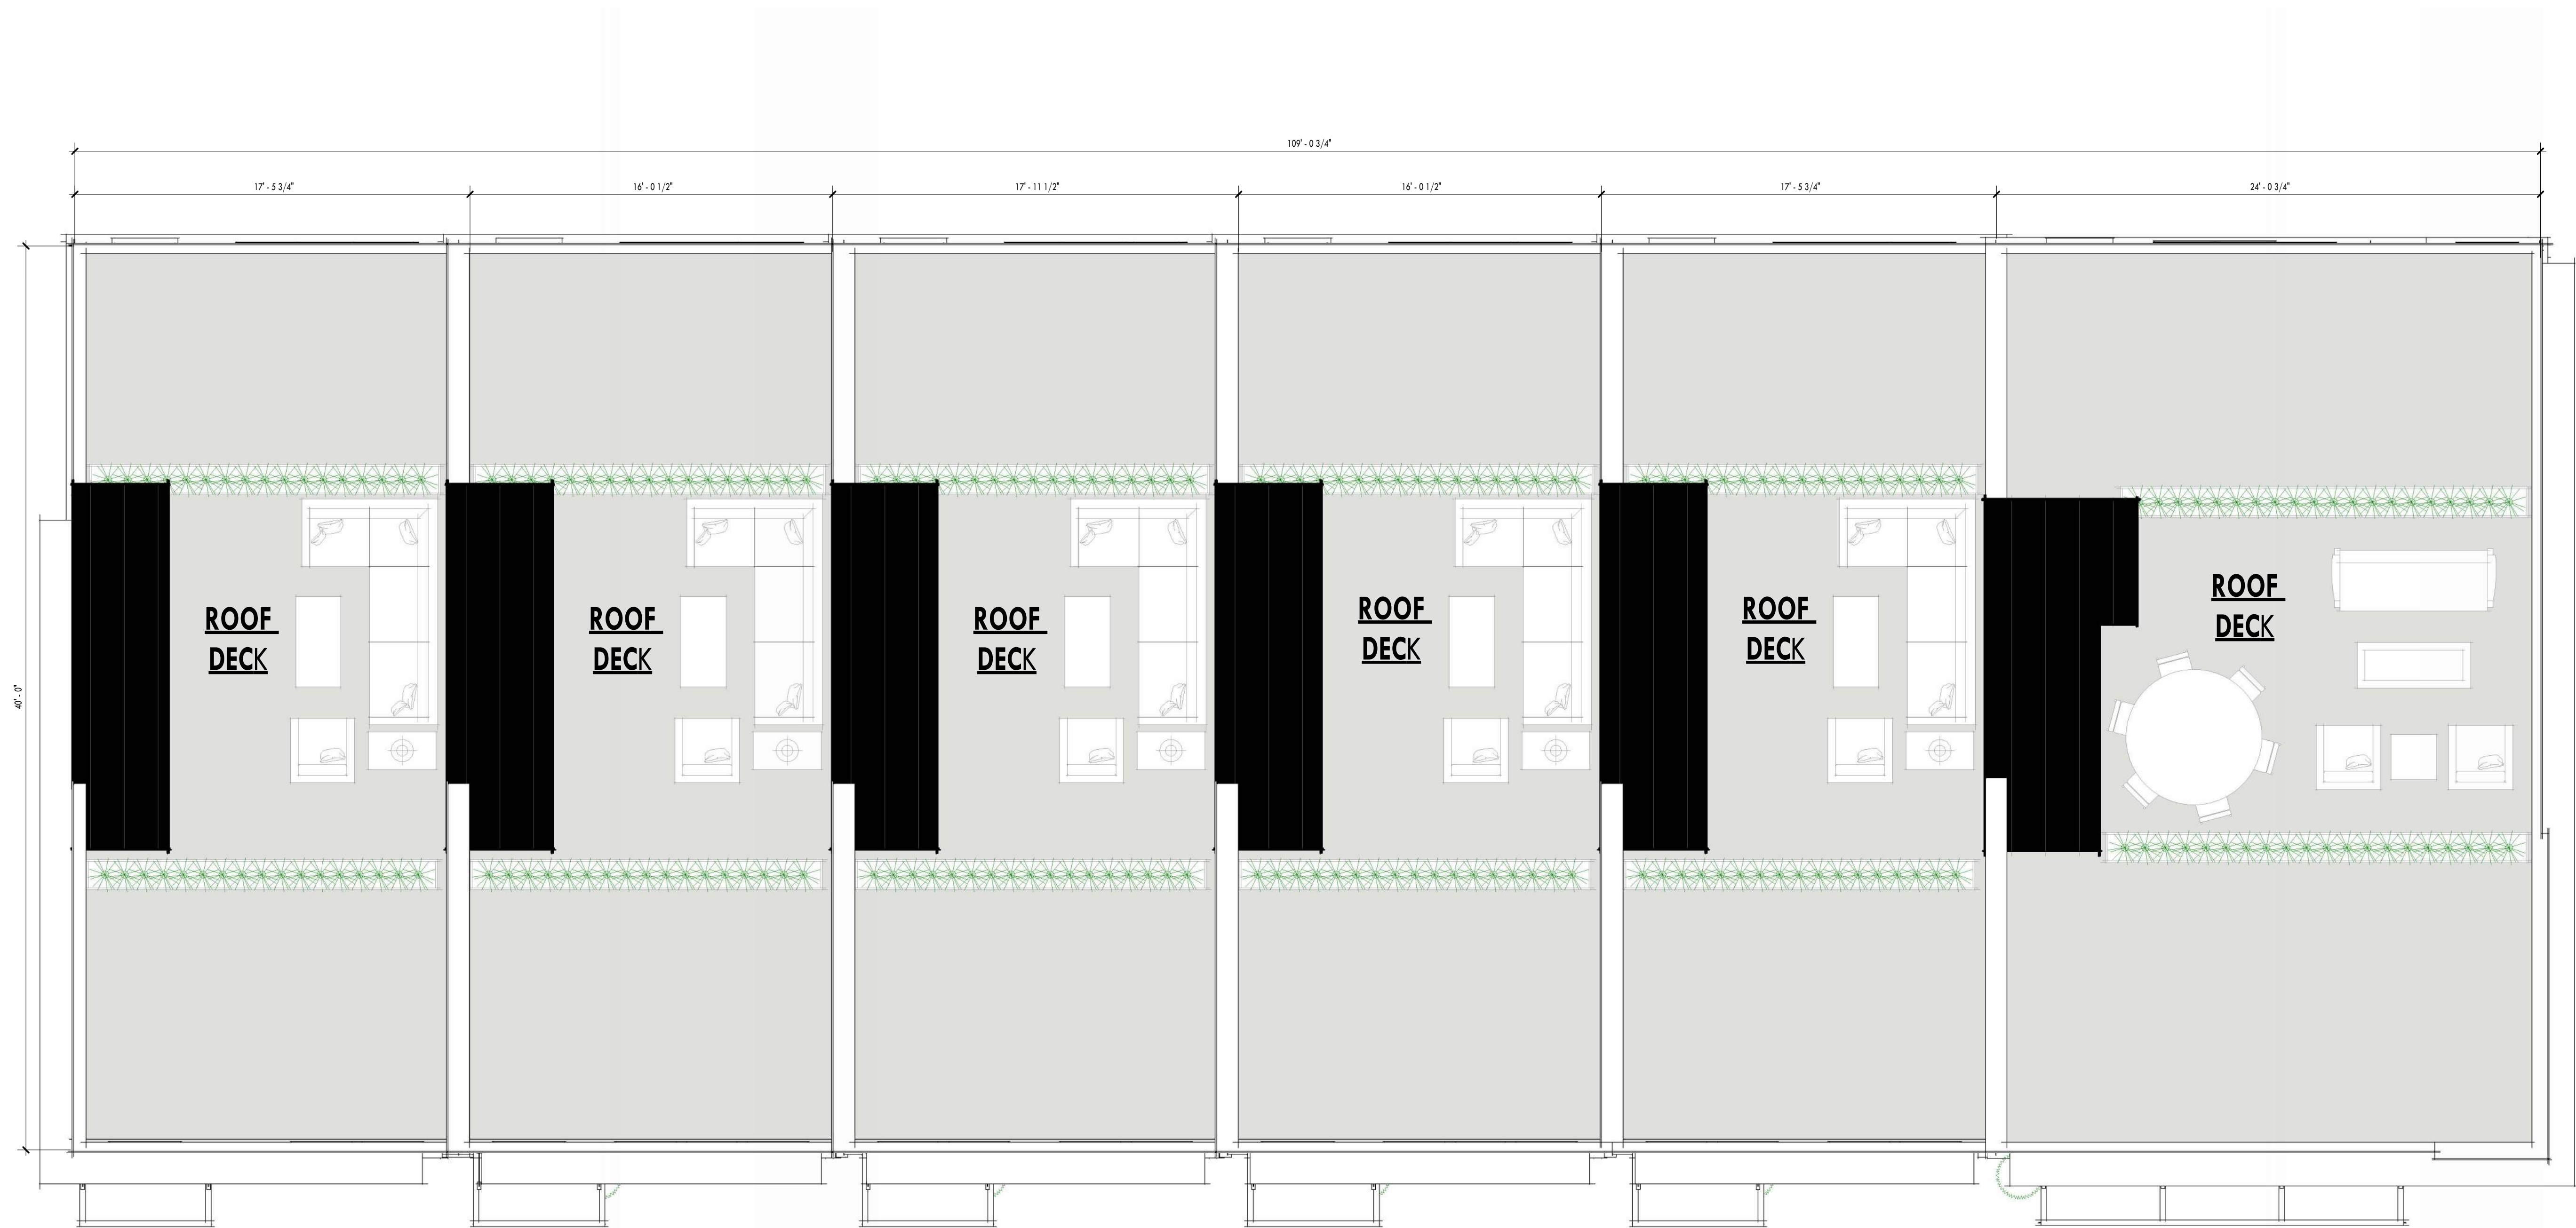 109' - 0 3/4"
17' - 5 3/4"
16' - 0 1/2"
17' - 11 1/2"
16' - 0 1/2"
17' - 5 3/4"
24' - 0 3/4"
40' - 0"
ROOF
DECK
ROOF
DECK
ROOF
DECK
ROOF
DECK
ROOF
DECK
ROOF
DECK